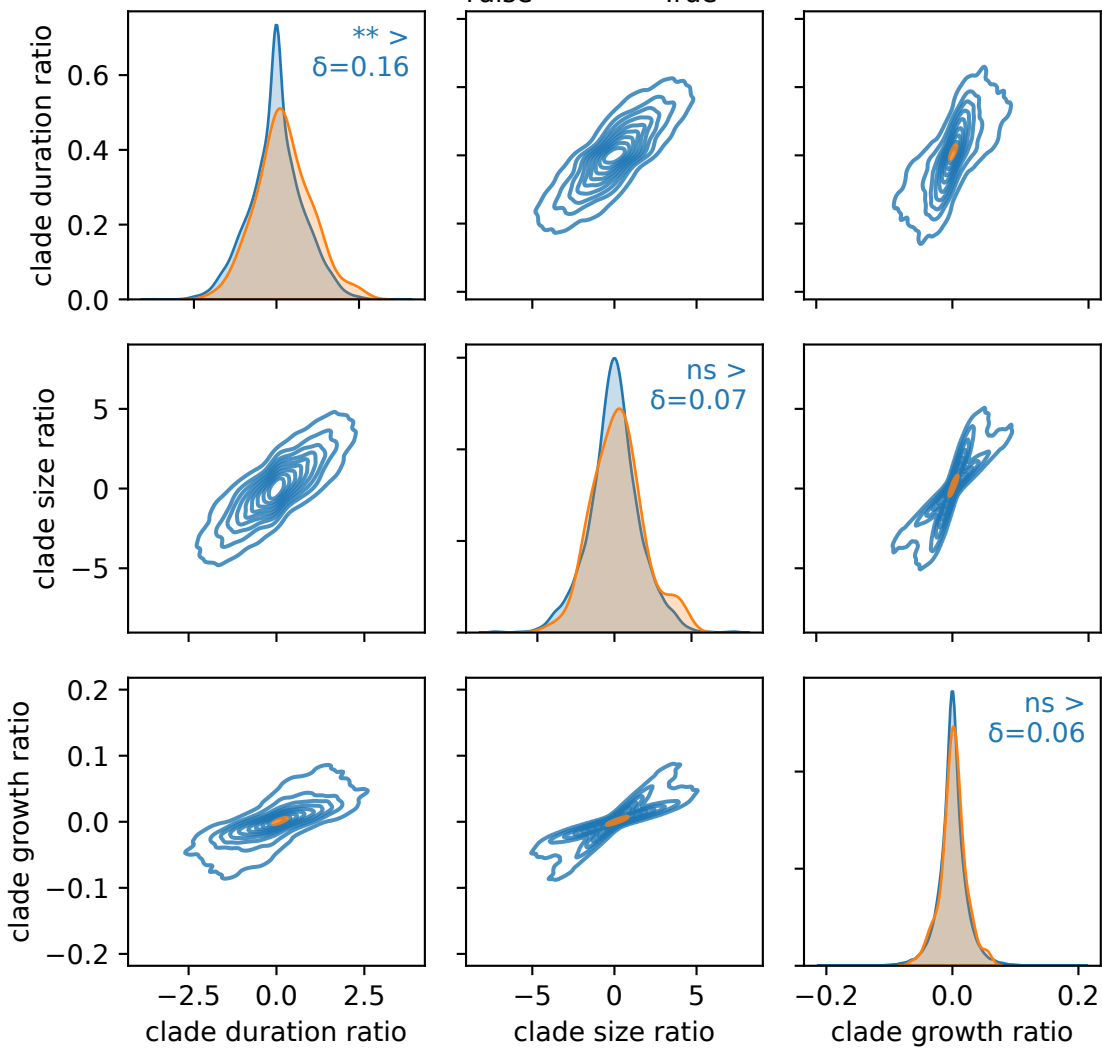 True
clade duration ratio
0.6
0.4
0.2
0.0
** >
δ=0.16
clade size ratio
5
0
−5
ns >
δ=0.07
clade growth ratio
0.2
0.1
0.0
−0.1
−0.2
ns >
δ=0.06
−2.5
0.0
2.5
−5
0
5
−0.2
0.0
0.2
clade duration ratio
clade size ratio
clade growth ratio